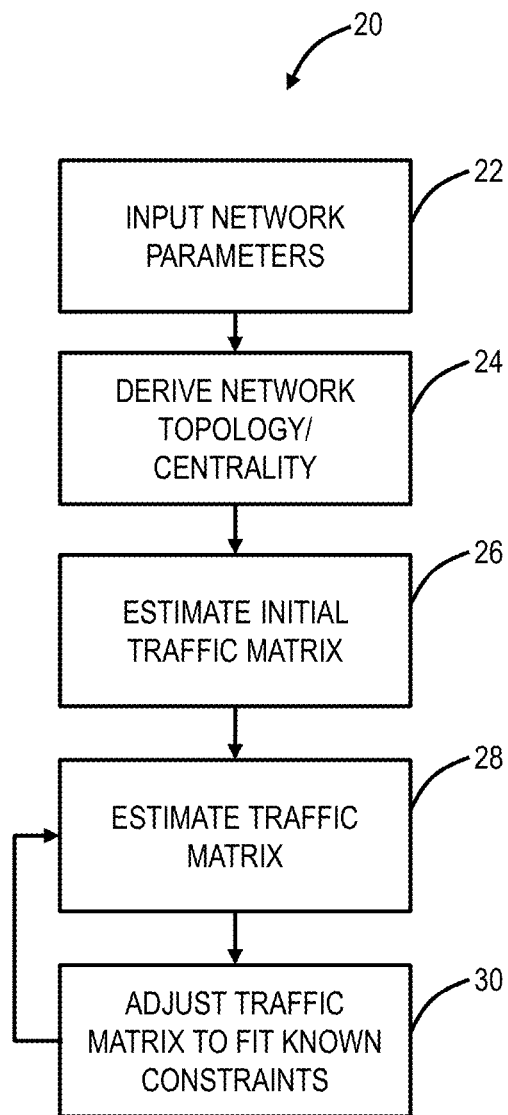 20
22
INPUT NETWORK
PARAMETERS
24
DERIVE NETWORK
TOPOLOGY/
CENTRALITY
26
ESTIMATE INITIAL
TRAFFIC MATRIX
28
ESTIMATE TRAFFIC
MATRIX
30
ADJUST TRAFFIC
MATRIX TO FIT KNOWN
CONSTRAINTS